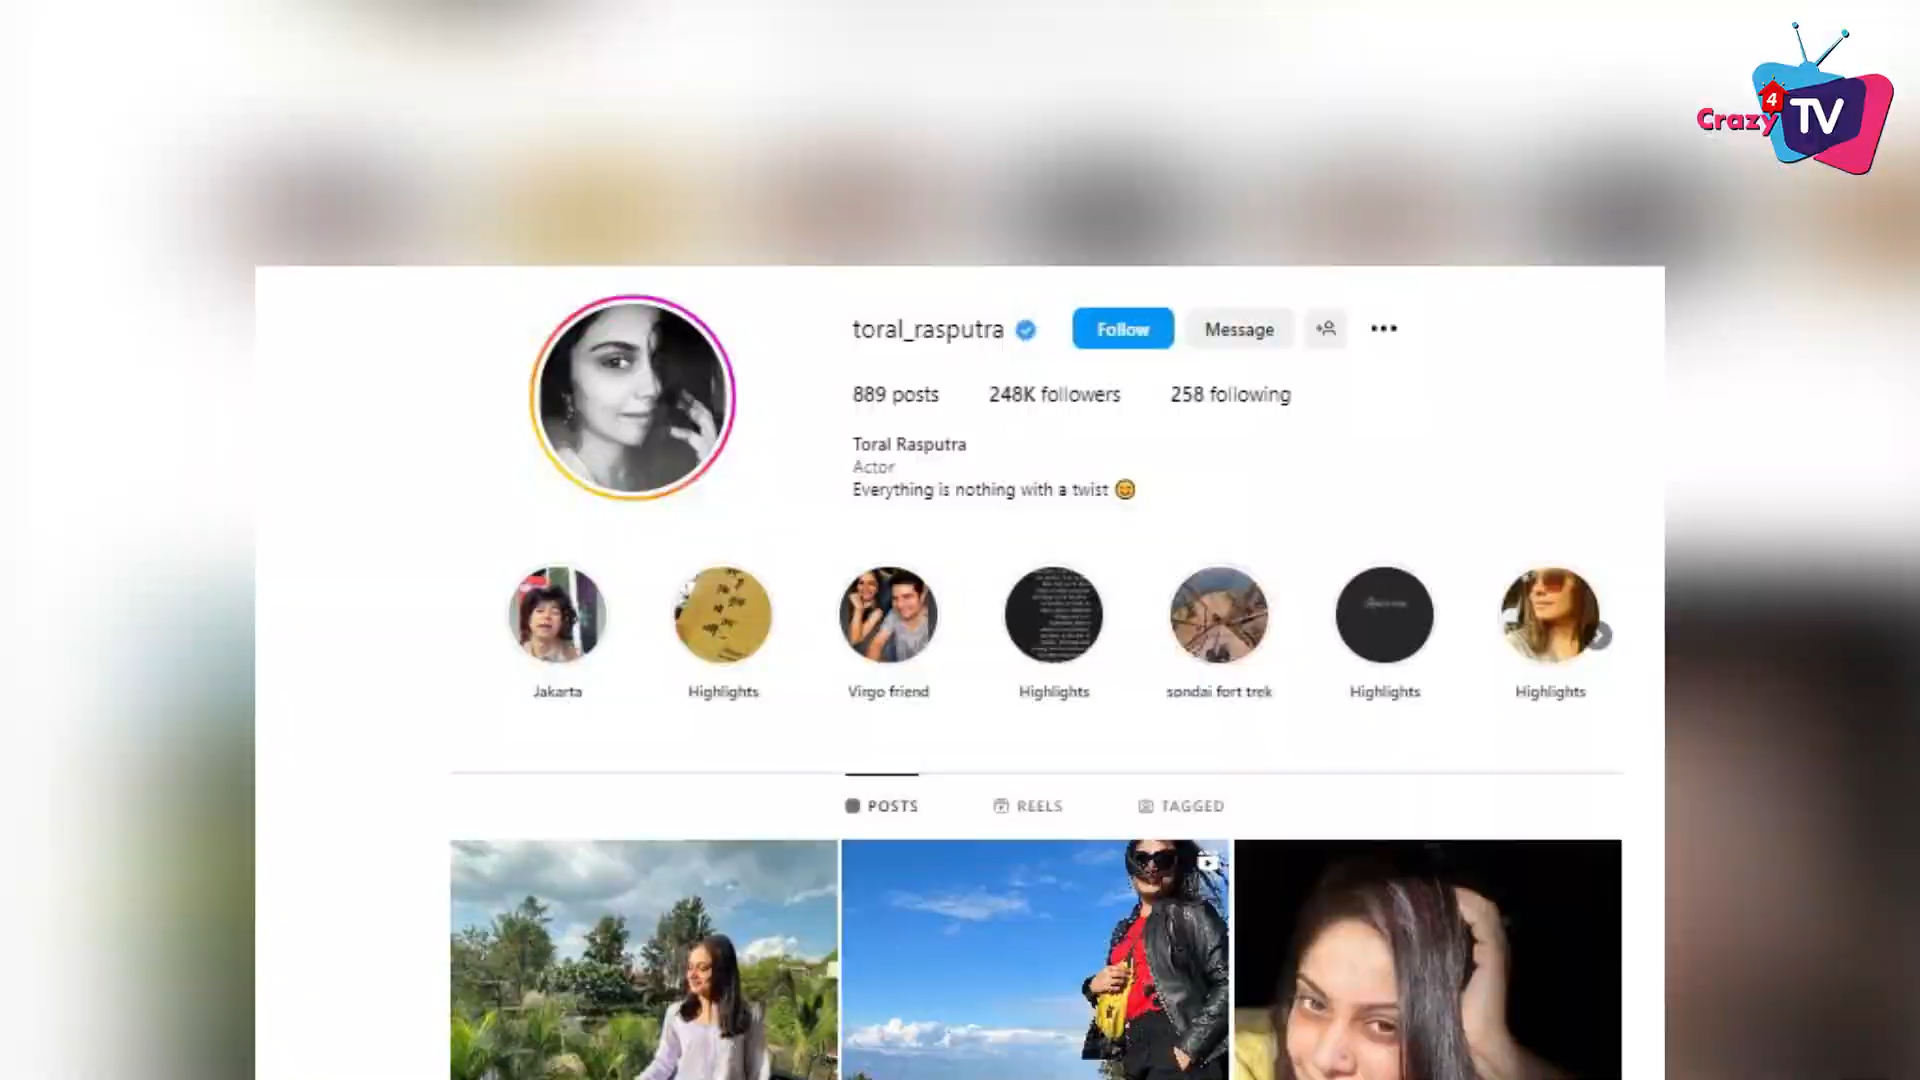 Crazy 4 TV
toral_rasputra Follow Message
889 posts 248K followers 258 following
Toral Rasputra
Actor
Everything is nothing with a twist 😊
Jakarta Highlights Virgo friend Highlights sondai fort trek Highlights Highlights
POSTS REELS TAGGED